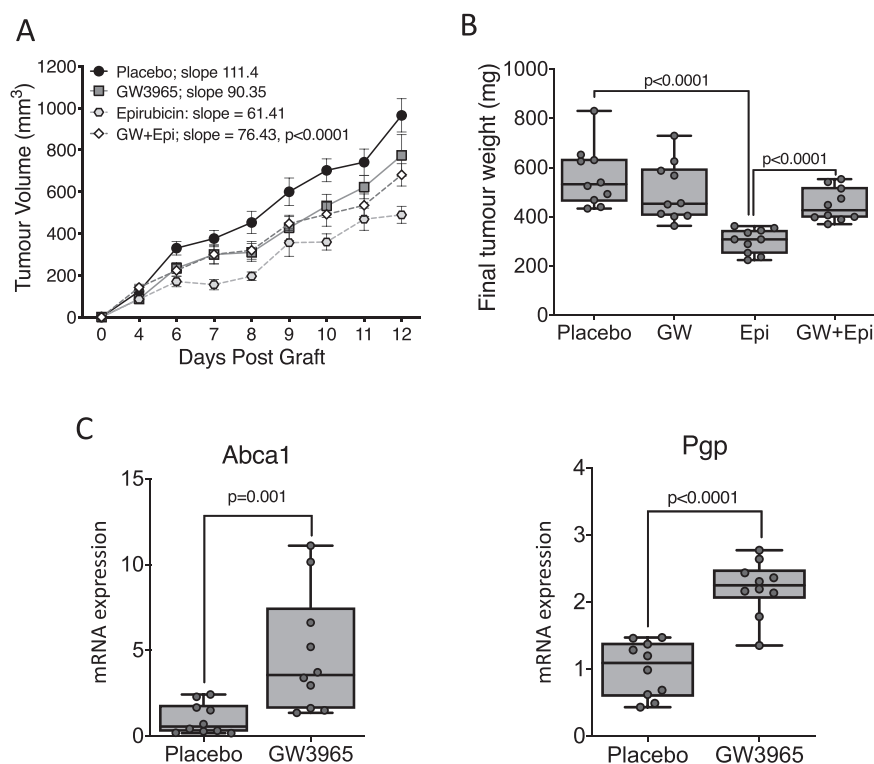 A
Tumour Volume (mm3)
1200
1000
800
600
400
200
0
Placebo; slope 111.4
GW3965; slope 90.35
Epirubicin: slope = 61.41
GW+Epi; slope = 76.43, p<0.0001
0 4 6 7 8 9 10 11 12
Days Post Graft
B
Final tumour weight (mg)
1000
800
600
400
200
0
p<0.0001
p<0.0001
Placebo GW Epi GW+Epi
C
Abca1
mRNA expression
15
10
5
0
p=0.001
Placebo GW3965
Pgp
mRNA expression
4
3
2
1
0
p<0.0001
Placebo GW3965